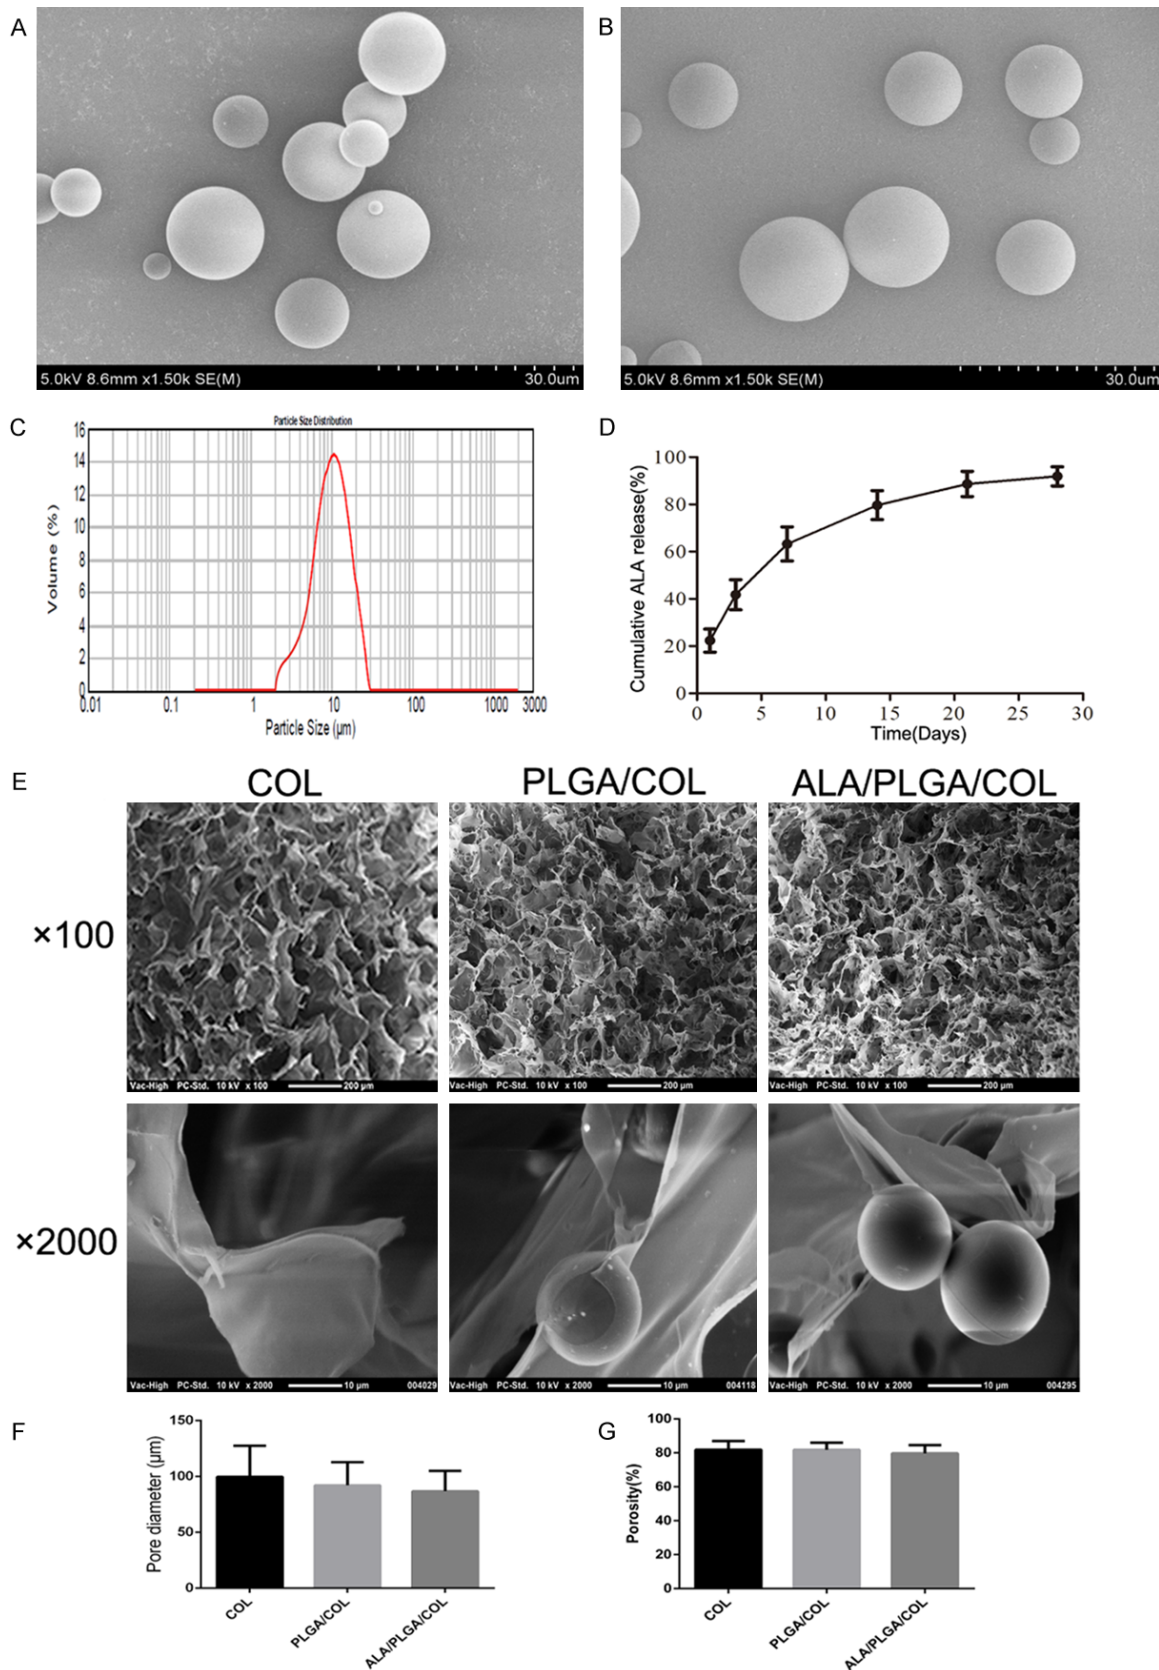 A
B
5.0kV 8.6mm x1.50k SE(M)
30.0um
5.0kV 8.6mm x1.50k SE(M)
30.0um
C
Particle Size Distribution
Volume (%)
16
14
12
10
8
6
4
2
0
0.01
0.1
1
10
100
1000
3000
Particle Size (µm)
D
Cumulative ALA release(%)
100
80
60
40
20
0
0
5
10
15
20
25
30
Time(Days)
E
COL
PLGA/COL
ALA/PLGA/COL
×100
Vac-High PC-Std. 10 kV x 100 200 µm
Vac-High PC-Std. 10 kV x 100 200 µm
Vac-High PC-Std. 10 kV x 100 200 µm
×2000
Vac-High PC-Std. 10 kV x 2000 10 µm 004029
Vac-High PC-Std. 10 kV x 2000 10 µm 004118
Vac-High PC-Std. 10 kV x 2000 10 µm 004295
F
Pore diameter (µm)
150
100
50
0
COL
PLGA/COL
ALA/PLGA/COL
G
Porosity(%)
100
80
60
40
20
0
COL
PLGA/COL
ALA/PLGA/COL